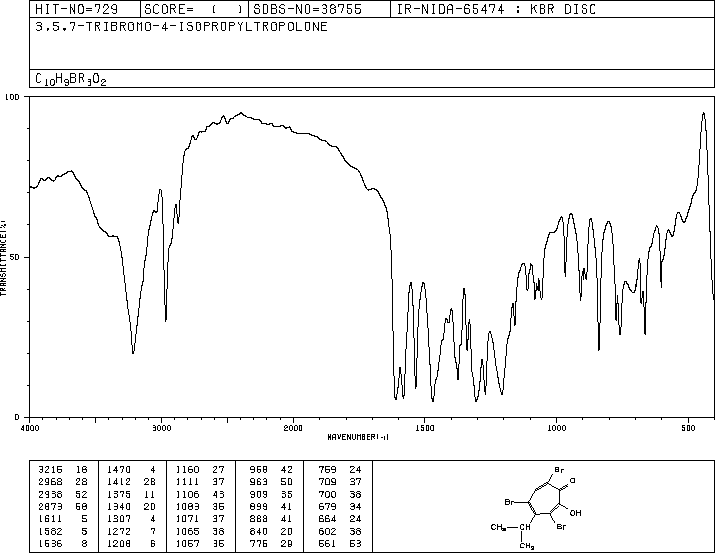 HIT-NO=729 SCORE= ( ) SDBS-NO=38755 IR-NIDA-65474 : KBR DISC
3,5,7-TRIBROMO-4-ISOPROPYLTROPOLONE
C10H9BR3O2
100
TRANSMITTANCE(%)
50
0
4000 3000 2000 1500 1000 500
WAVENUMBER(-1)
3215 18 1470 4 1160 27 968 42 759 24
2968 28 1412 28 1111 37 963 50 709 37
2938 52 1375 11 1106 43 909 35 700 38
2873 58 1340 20 1083 36 899 41 679 34
1611 5 1307 4 1071 37 888 41 664 24
1582 5 1272 7 1065 38 840 20 602 38
1536 8 1208 6 1057 35 776 29 561 53
Br
O
Br
OH
CH3
Br
CH3